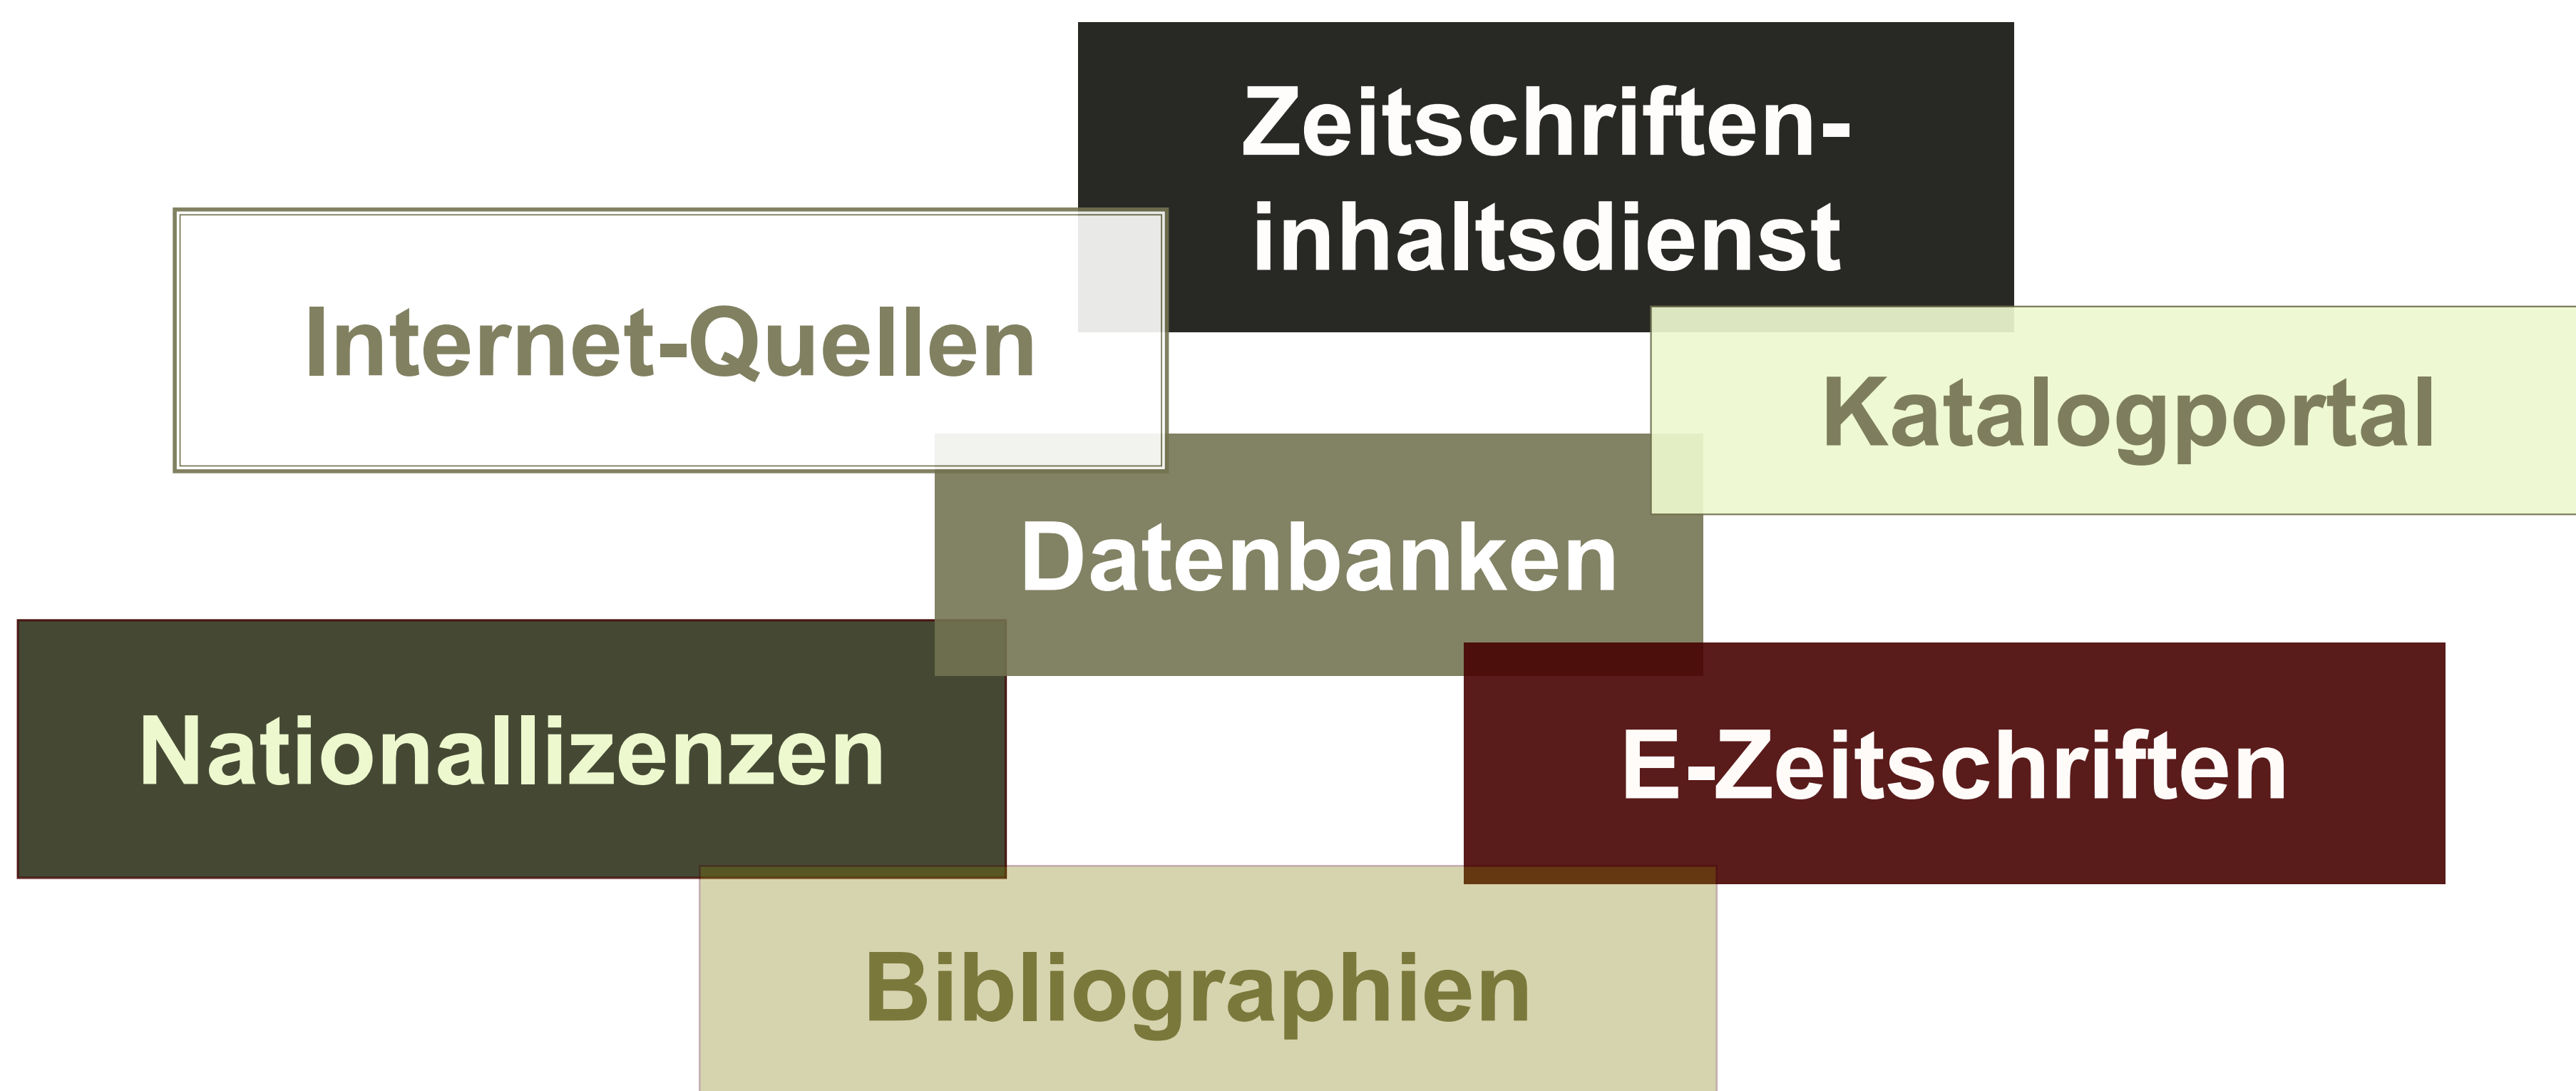 Zeitschriften-
inhaltsdienst
Internet-Quellen
Katalogportal
Datenbanken
Nationallizenzen
E-Zeitschriften
Bibliographien